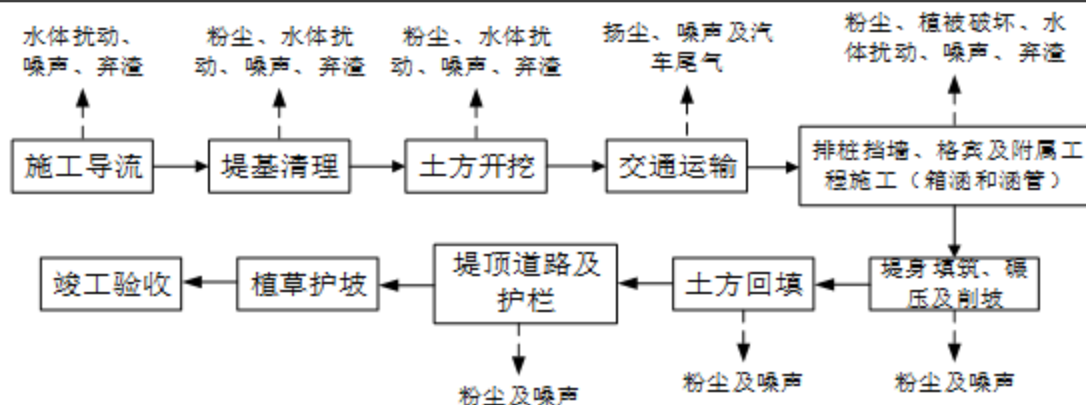 水体扰动、
噪声、弃渣
粉尘、水体扰
动、噪声、弃渣
粉尘、水体扰
动、噪声、弃渣
扬尘、噪声及汽
车尾气
粉尘、植被破坏、水
体扰动、噪声、弃渣
施工导流
堤基清理
土方开挖
交通运输
排桩挡墙、格宾及附属工
程施工（箱涵和涵管）
竣工验收
植草护坡
堤顶道路及
护栏
土方回填
堤身填筑、碾
压及削坡
粉尘及噪声
粉尘及噪声
粉尘及噪声